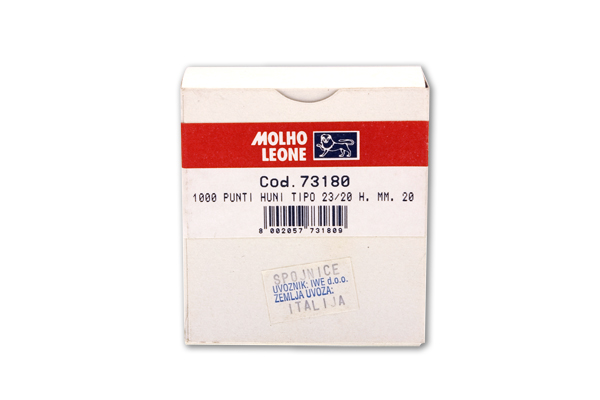 MOLHO
LEONE
Cod. 73180
1000 PUNTI HUNI TIPO 23/20 H. MM. 20
8 002057 731809
SPOJNICE
UVOZNIK: IWE d.o.o.
ZEMLJA UVOZA:
ITALIJA